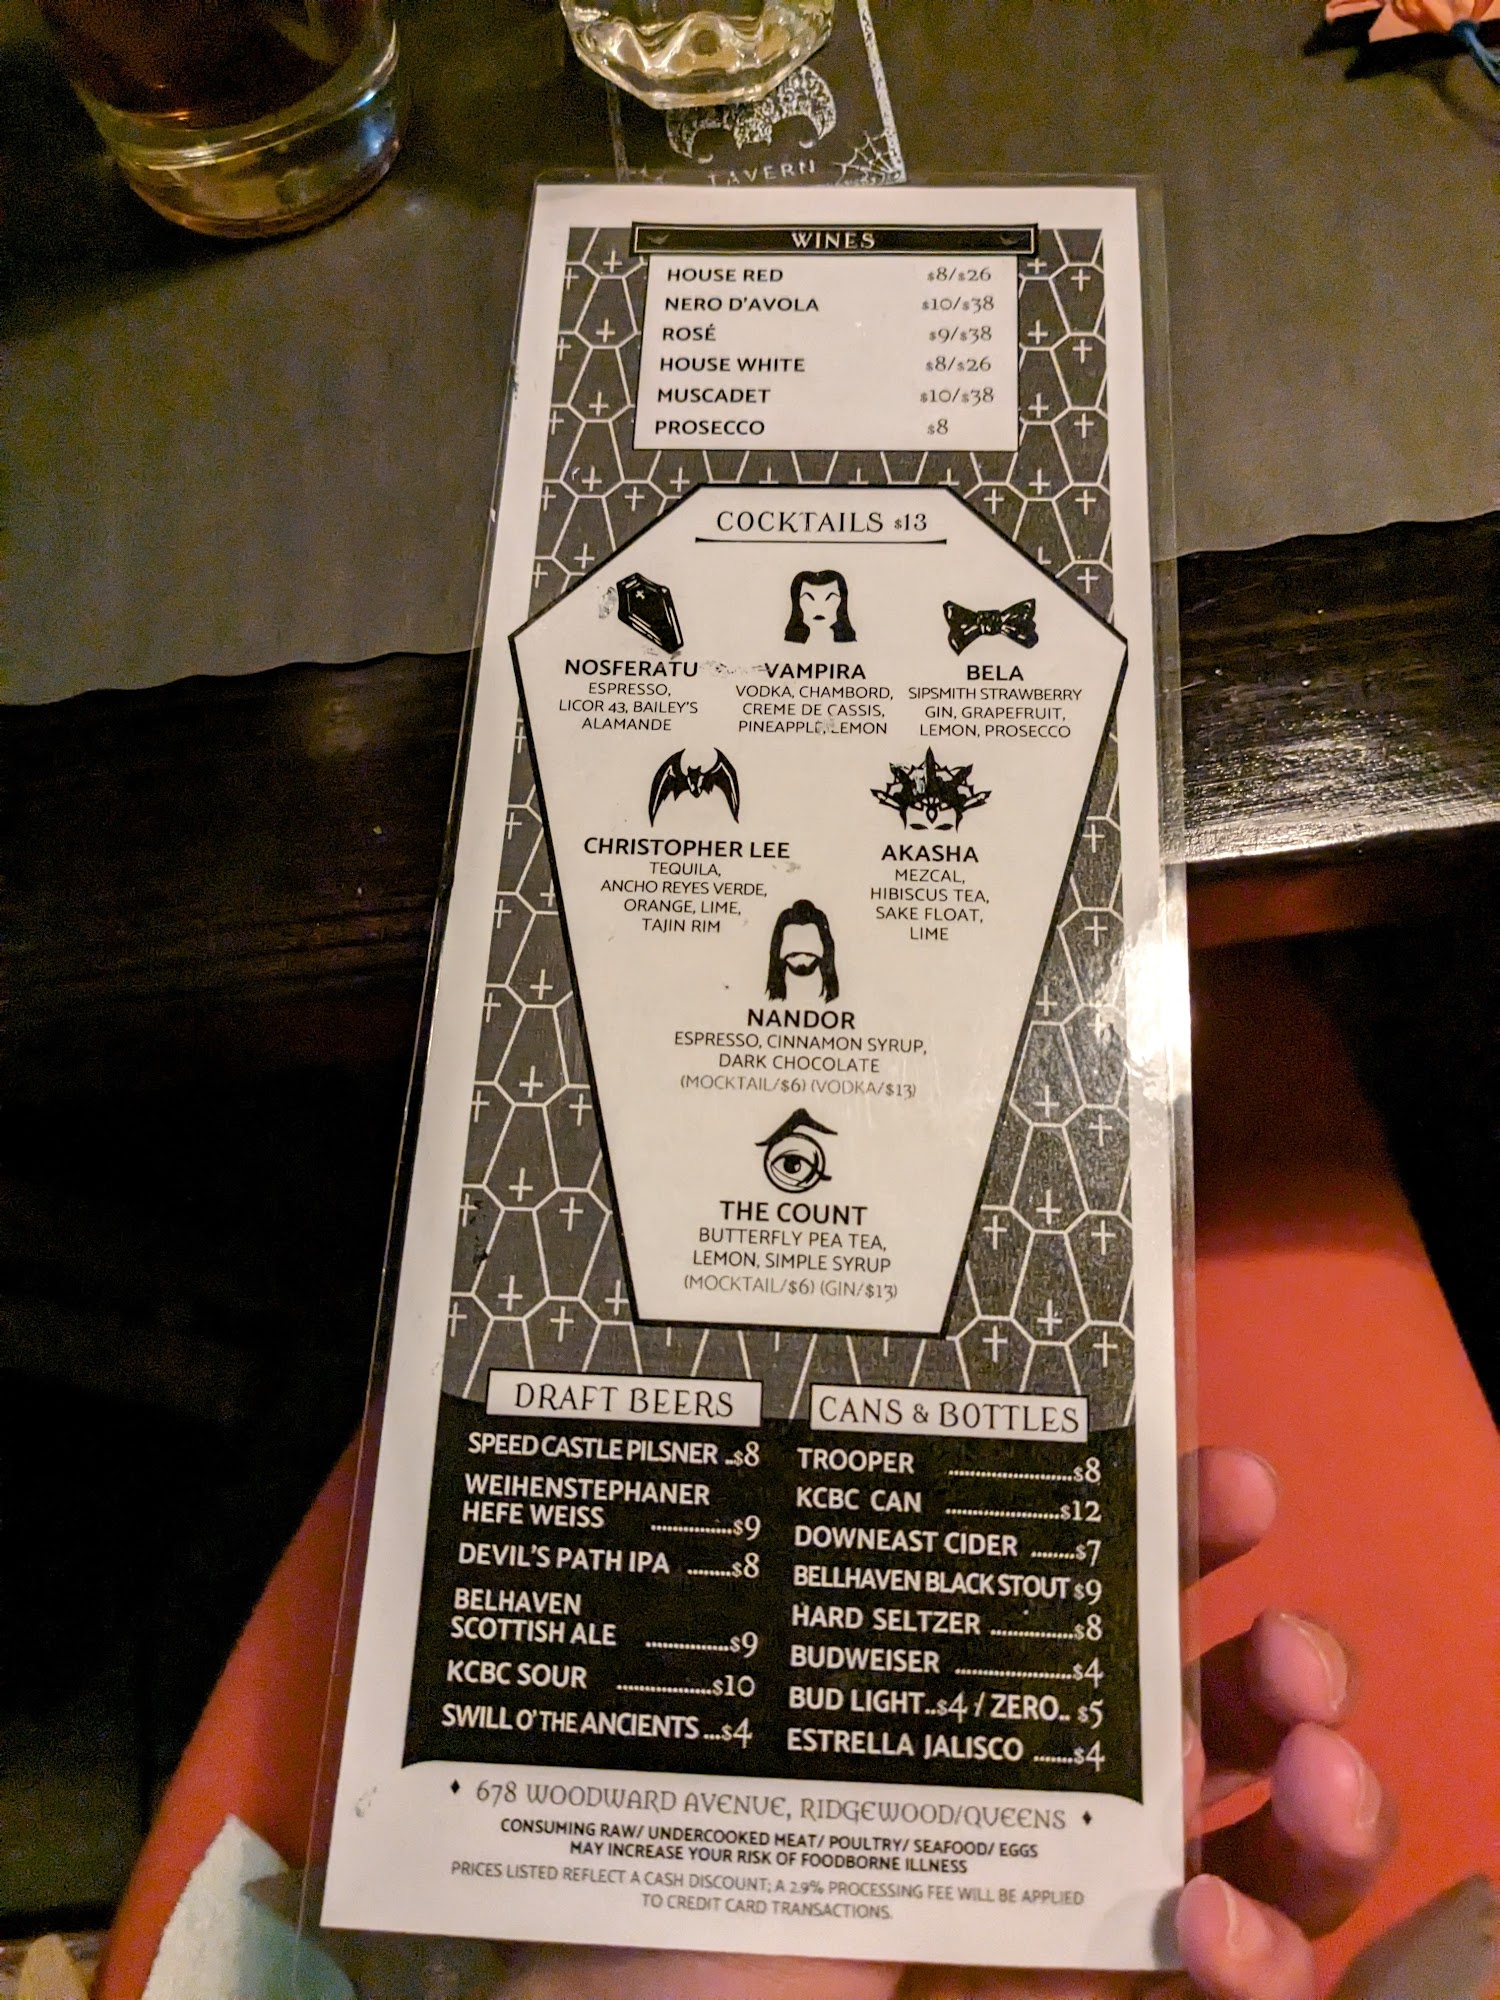 TAVERN
WINES
HOUSE RED $8/$26
NERO D'AVOLA $10/$38
ROSÉ $9/$38
HOUSE WHITE $8/$26
MUSCADET $10/$38
PROSECCO $8
COCKTAILS $13
NOSFERATU
ESPRESSO,
LICOR 43, BAILEY'S
ALAMANDE
VAMPIRA
VODKA, CHAMBORD,
CREME DE CASSIS,
PINEAPPLE, LEMON
BELA
SIPSMITH STRAWBERRY
GIN, GRAPEFRUIT,
LEMON, PROSECCO
CHRISTOPHER LEE
TEQUILA,
ANCHO REYES VERDE,
ORANGE, LIME,
TAJIN RIM
AKASHA
MEZCAL,
HIBISCUS TEA,
SAKE FLOAT,
LIME
NANDOR
ESPRESSO, CINNAMON SYRUP,
DARK CHOCOLATE
(MOCKTAIL/$6) (VODKA/$13)
THE COUNT
BUTTERFLY PEA TEA,
LEMON, SIMPLE SYRUP
(MOCKTAIL/$6) (GIN/$13)
DRAFT BEERS
SPEED CASTLE PILSNER ..$8
WEIHENSTEPHANER
HEFE WEISS ...............$9
DEVIL'S PATH IPA ........$8
BELHAVEN
SCOTTISH ALE ...............$9
KCBC SOUR .................$10
SWILL O' THE ANCIENTS ...$4
CANS & BOTTLES
TROOPER .......................$8
KCBC CAN .....................$12
DOWNEAST CIDER ........$7
BELLHAVEN BLACK STOUT $9
HARD SELTZER ...............$8
BUDWEISER .....................$4
BUD LIGHT..$4 / ZERO.. $5
ESTRELLA JALISCO .......$4
♦ 678 WOODWARD AVENUE, RIDGEWOOD/QUEENS ♦
CONSUMING RAW/ UNDERCOOKED MEAT/ POULTRY/ SEAFOOD/ EGGS
MAY INCREASE YOUR RISK OF FOODBORNE ILLNESS
PRICES LISTED REFLECT A CASH DISCOUNT; A 2.9% PROCESSING FEE WILL BE APPLIED
TO CREDIT CARD TRANSACTIONS.